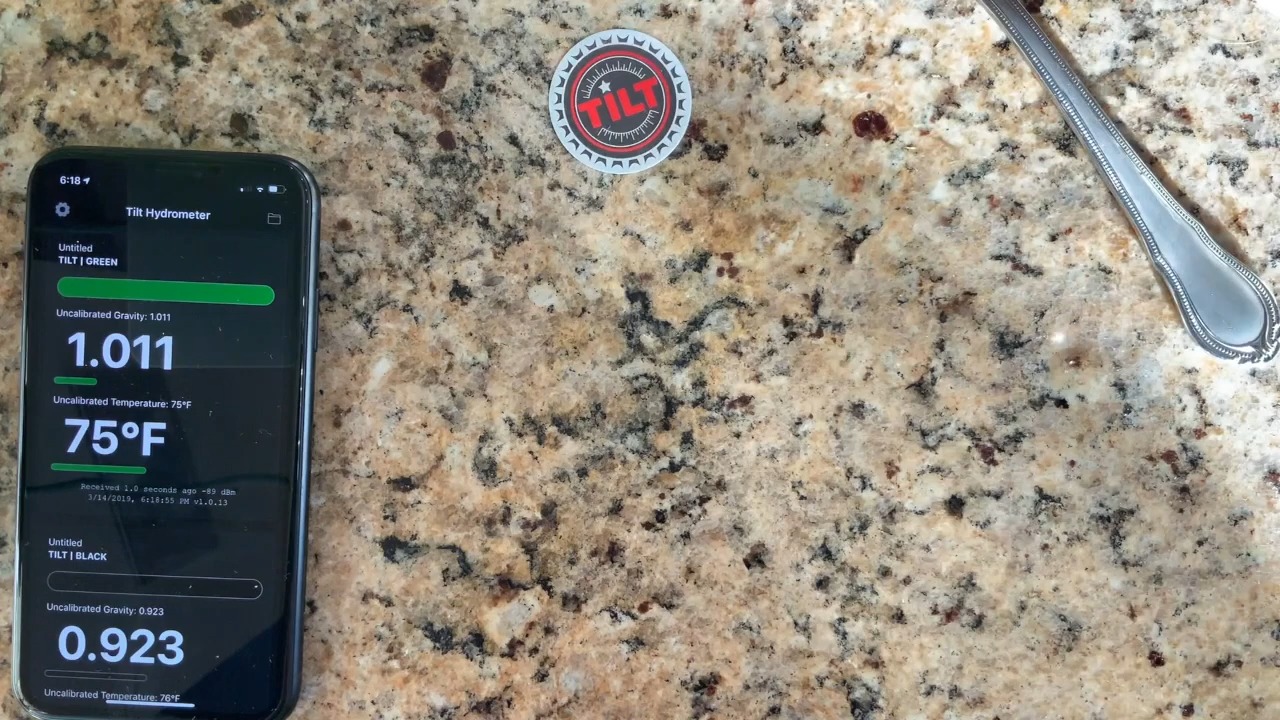 6:18
Tilt Hydrometer
Untitled
TILT | GREEN
Uncalibrated Gravity: 1.011
1.011
Uncalibrated Temperature: 75°F
75°F
Received 1.0 seconds ago -89 dBm
3/14/2019, 6:18:55 PM v1.0.13
Untitled
TILT | BLACK
Uncalibrated Gravity: 0.923
0.923
Uncalibrated Temperature: 76°F
TILT